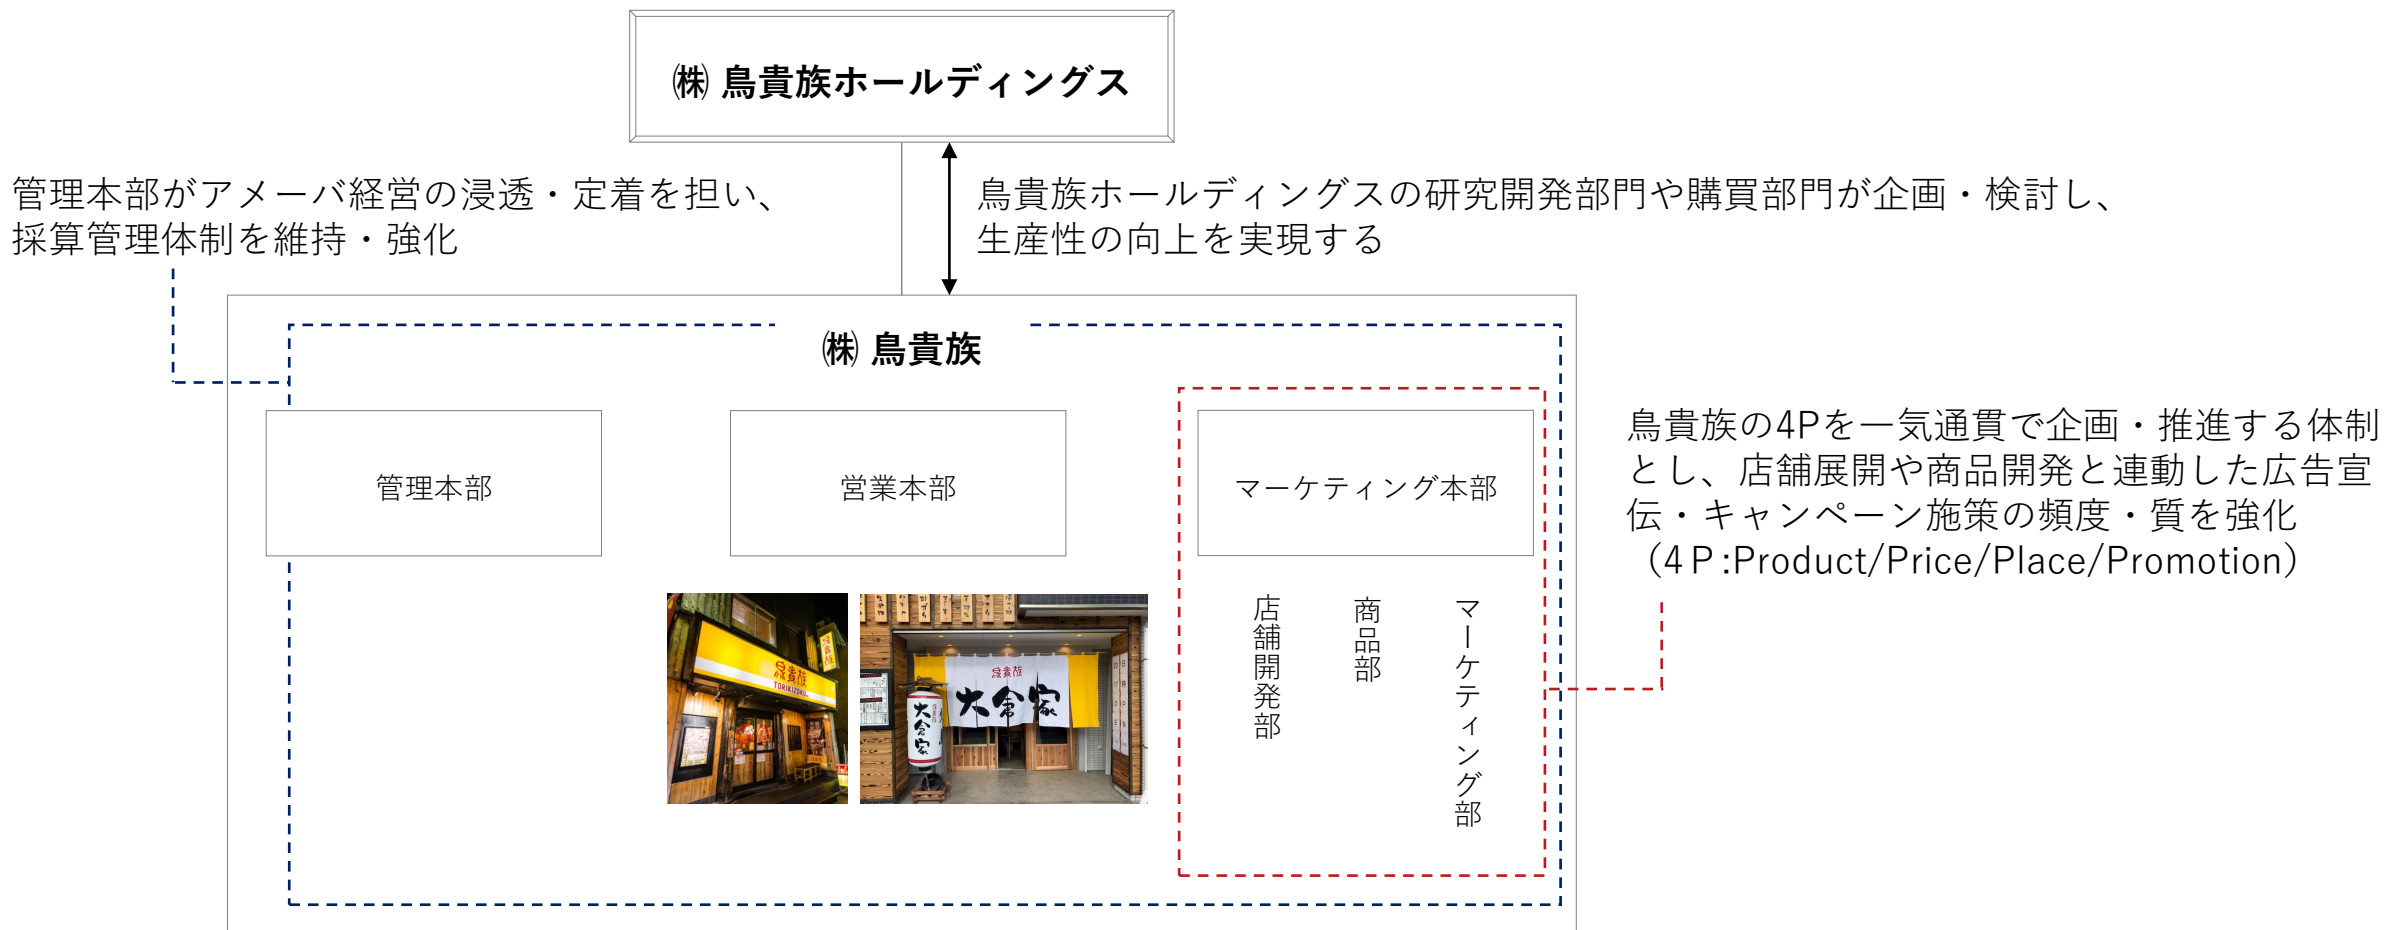 ㈱ 鳥貴族ホールディングス
管理本部がアメーバ経営の浸透・定着を担い、
採算管理体制を維持・強化
鳥貴族ホールディングスの研究開発部門や購買部門が企画・検討し、
生産性の向上を実現する
㈱ 鳥貴族
管理本部
営業本部
マーケティング本部
鳥貴族の4Pを一気通貫で企画・推進する体制
とし、店舗展開や商品開発と連動した広告宣
伝・キャンペーン施策の頻度・質を強化
（4Ｐ:Product/Price/Place/Promotion）
店舗開発部
商品部
マーケティング部
鳥貴族
TORIKIZOKU
鳥貴族
大倉家
大倉家